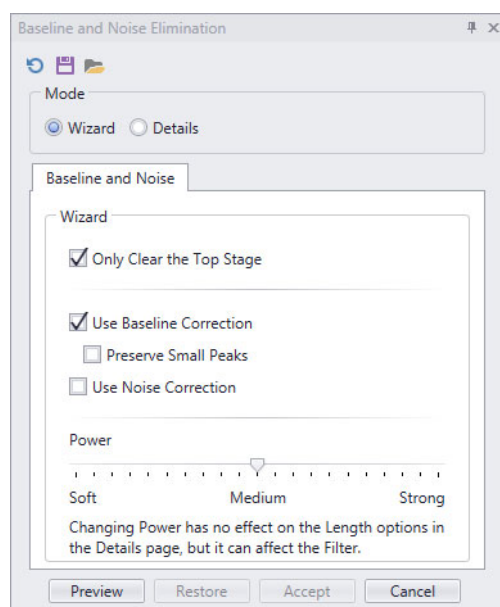 Baseline and Noise Elimination
Mode
Wizard Details
Baseline and Noise
Wizard
Only Clear the Top Stage
Use Baseline Correction
Preserve Small Peaks
Use Noise Correction
Power
Soft Medium Strong
Changing Power has no effect on the Length options in
the Details page, but it can affect the Filter.
Preview Restore Accept Cancel